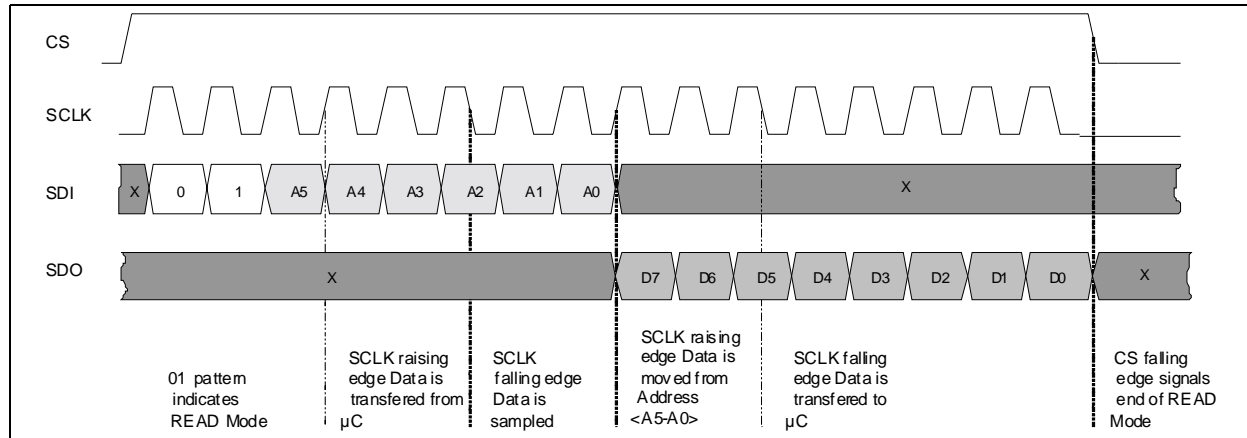 CS
SCLK
SDI
X 0 1 A5 A4 A3 A2 A1 A0 X
SDO
X D7 D6 D5 D4 D3 D2 D1 D0 X
01 pattern
indicates
READ Mode
SCLK raising
edge Data is
transfered from
µC
SCLK
falling edge
Data is
sampled
SCLK raising
edge Data is
moved from
Address
<A5-A0>
SCLK falling
edge Data is
transfered to
µC
CS falling
edge signals
end of READ
Mode